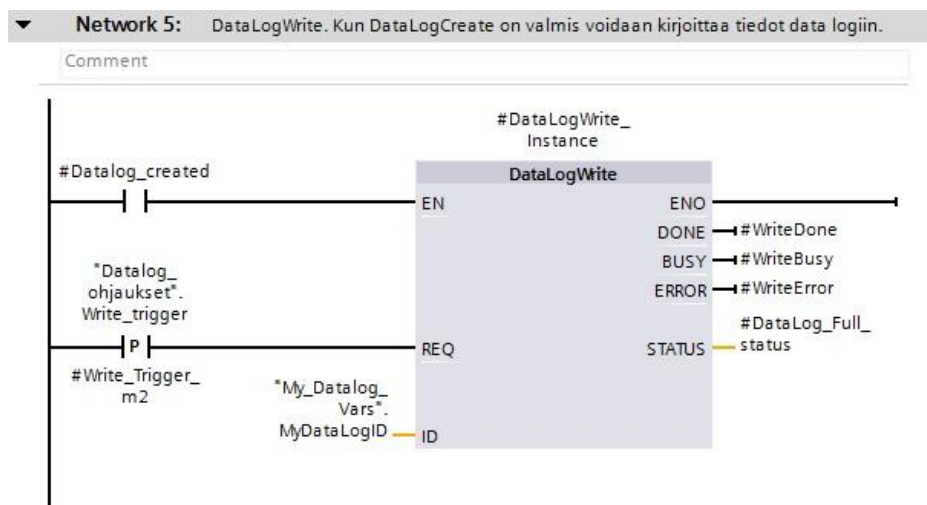 Network 5: DataLogWrite. Kun DataLogCreate on valmis voidaan kirjoittaa tiedot data logiin.
Comment
#DataLogWrite_
Instance
#Datalog_created
DataLogWrite
EN
ENO
DONE
#WriteDone
BUSY
#WriteBusy
ERROR
#WriteError
"Datalog_
ohjaukset".
Write_trigger
P
REQ
STATUS
#DataLog_Full_
status
#Write_Trigger_
m2
"My_Datalog_
Vars".
MyDataLogID
ID